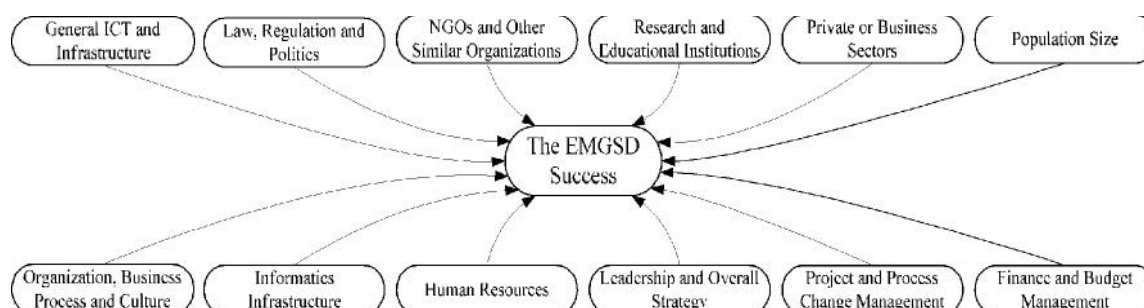 General ICT and
Infrastructure
Law, Regulation and
Politics
NGOs and Other
Similar Organizations
Research and
Educational Institutions
Private or Business
Sectors
Population Size
The EMGSD
Success
Organization, Business
Process and Culture
Informatics
Infrastructure
Human Resources
Leadership and Overall
Strategy
Project and Process
Change Management
Finance and Budget
Management